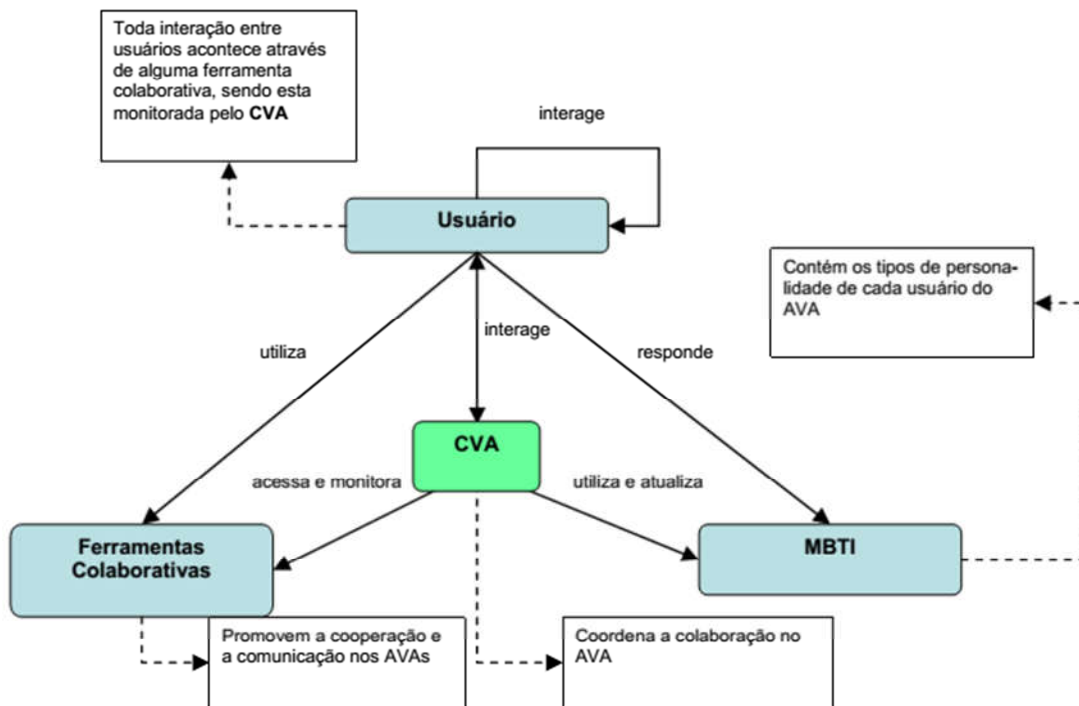 Toda interação entre
usuários acontece através
de alguma ferramenta
colaborativa, sendo esta
monitorada pelo CVA
interage
Usuário
Contém os tipos de persona-
lidade de cada usuário do
AVA
interage
utiliza
responde
CVA
acessa e monitora
utiliza e atualiza
Ferramentas
Colaborativas
MBTI
Promovem a cooperação e
a comunicação nos AVAs
Coordena a colaboração no
AVA